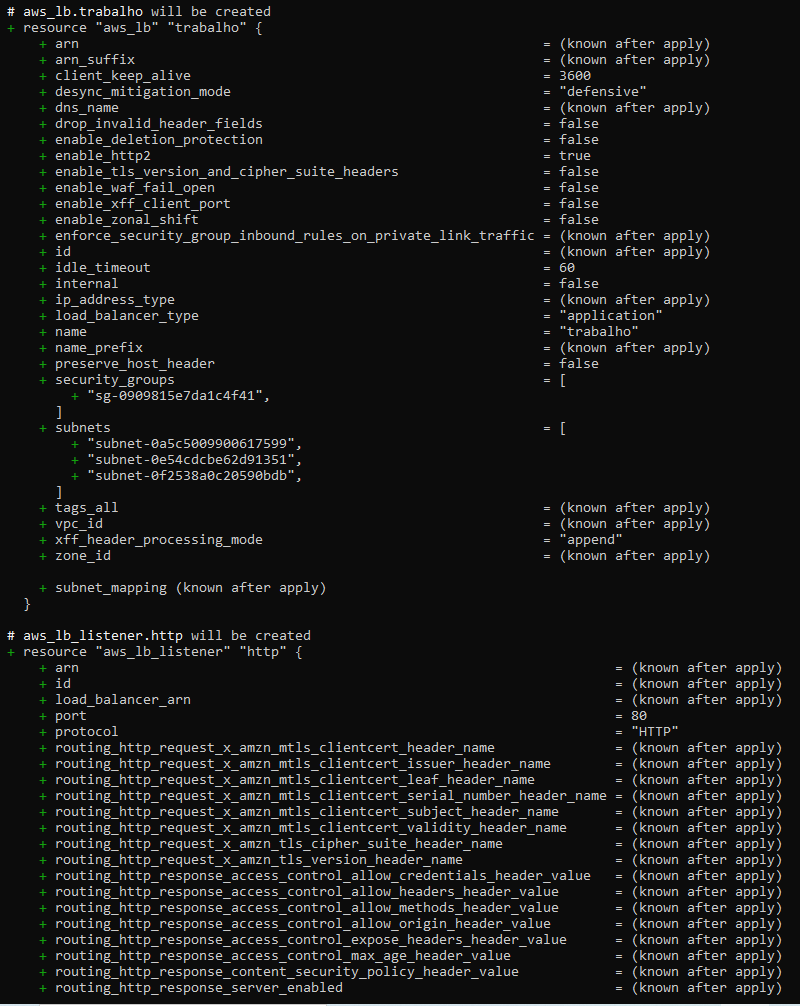 # aws_lb.trabalho will be created
+ resource "aws_lb" "trabalho" {
    + arn                                                          = (known after apply)
    + arn_suffix                                                   = (known after apply)
    + client_keep_alive                                            = 3600
    + desync_mitigation_mode                                       = "defensive"
    + dns_name                                                     = (known after apply)
    + drop_invalid_header_fields                                   = false
    + enable_deletion_protection                                   = false
    + enable_http2                                                 = true
    + enable_tls_version_and_cipher_suite_headers                  = false
    + enable_waf_fail_open                                         = false
    + enable_xff_client_port                                       = false
    + enable_zonal_shift                                           = false
    + enforce_security_group_inbound_rules_on_private_link_traffic = (known after apply)
    + id                                                           = (known after apply)
    + idle_timeout                                                 = 60
    + internal                                                     = false
    + ip_address_type                                              = (known after apply)
    + load_balancer_type                                           = "application"
    + name                                                         = "trabalho"
    + name_prefix                                                  = (known after apply)
    + preserve_host_header                                         = false
    + security_groups                                              = [
        + "sg-0909815e7da1c4f41",
      ]
    + subnets                                                      = [
        + "subnet-0a5c5009900617599",
        + "subnet-0e54cdcbe62d91351",
        + "subnet-0f2538a0c20590bdb",
      ]
    + tags_all                                                     = (known after apply)
    + vpc_id                                                       = (known after apply)
    + xff_header_processing_mode                                   = "append"
    + zone_id                                                      = (known after apply)

    + subnet_mapping (known after apply)
  }

# aws_lb_listener.http will be created
+ resource "aws_lb_listener" "http" {
    + arn                                                                   = (known after apply)
    + id                                                                    = (known after apply)
    + load_balancer_arn                                                     = (known after apply)
    + port                                                                  = 80
    + protocol                                                              = "HTTP"
    + routing_http_request_x_amzn_mtls_clientcert_header_name               = (known after apply)
    + routing_http_request_x_amzn_mtls_clientcert_issuer_header_name        = (known after apply)
    + routing_http_request_x_amzn_mtls_clientcert_leaf_header_name          = (known after apply)
    + routing_http_request_x_amzn_mtls_clientcert_serial_number_header_name = (known after apply)
    + routing_http_request_x_amzn_mtls_clientcert_subject_header_name       = (known after apply)
    + routing_http_request_x_amzn_mtls_clientcert_validity_header_name      = (known after apply)
    + routing_http_request_x_amzn_tls_cipher_suite_header_name              = (known after apply)
    + routing_http_request_x_amzn_tls_version_header_name                   = (known after apply)
    + routing_http_response_access_control_allow_credentials_header_value   = (known after apply)
    + routing_http_response_access_control_allow_headers_header_value       = (known after apply)
    + routing_http_response_access_control_allow_methods_header_value       = (known after apply)
    + routing_http_response_access_control_allow_origin_header_value        = (known after apply)
    + routing_http_response_access_control_expose_headers_header_value      = (known after apply)
    + routing_http_response_access_control_max_age_header_value             = (known after apply)
    + routing_http_response_content_security_policy_header_value            = (known after apply)
    + routing_http_response_server_enabled                                  = (known after apply)